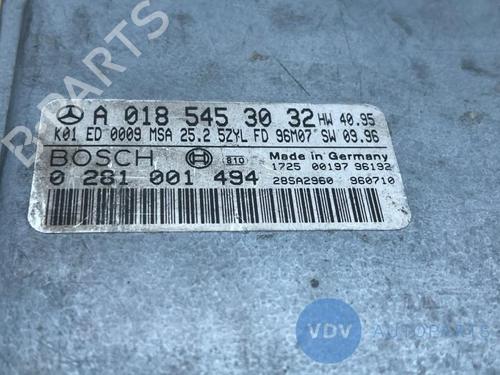 A 018 545 30 32 HW 40.95
K01 ED 0009 MSA 25.2 5ZYL FD 96M07 SW 09.96
BOSCH 810 Made in Germany
1725 00197 96192
0 281 001 494 28SA2960 960710
VDV AUTOPARTS